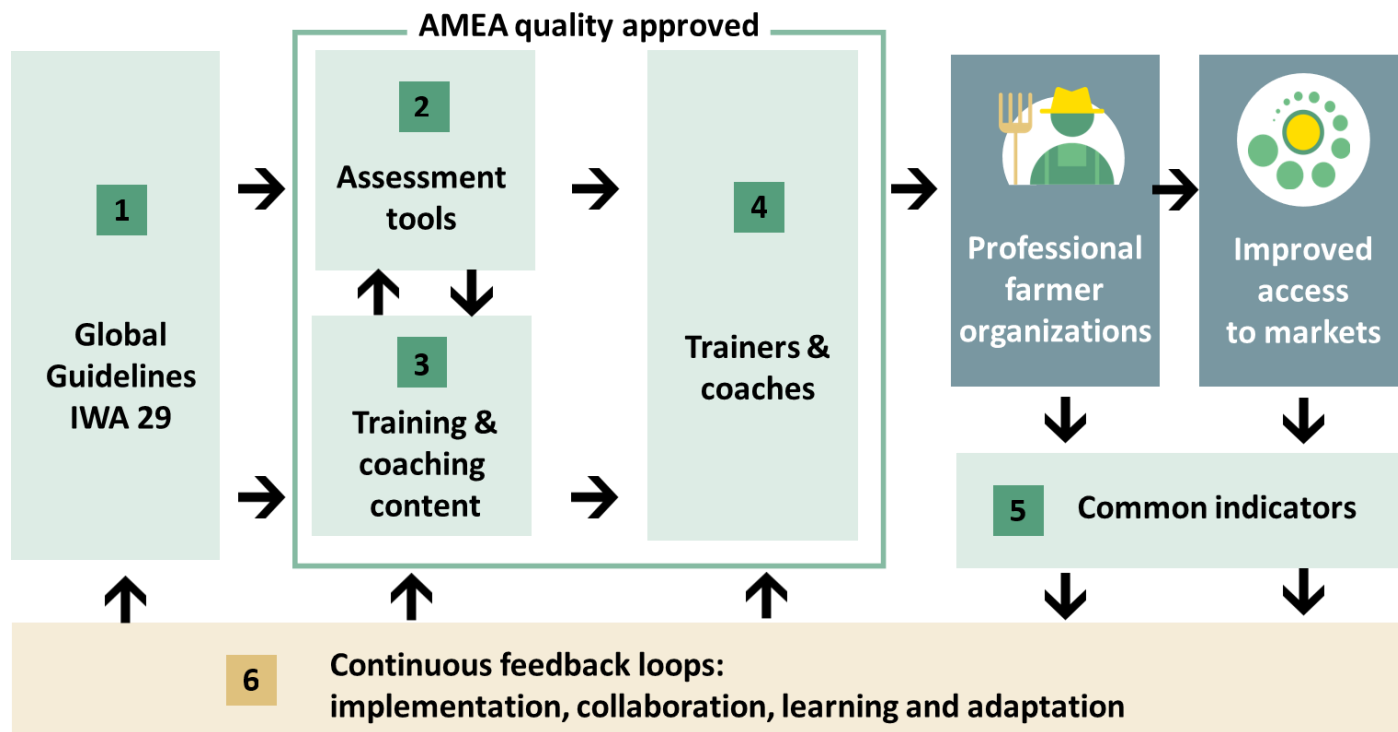 AMEA quality approved
1
Global
Guidelines
IWA 29
2
Assessment
tools
3
Training &
coaching
content
4
Trainers &
coaches
Professional
farmer
organizations
Improved
access
to markets
5
Common indicators
6
Continuous feedback loops:
implementation, collaboration, learning and adaptation